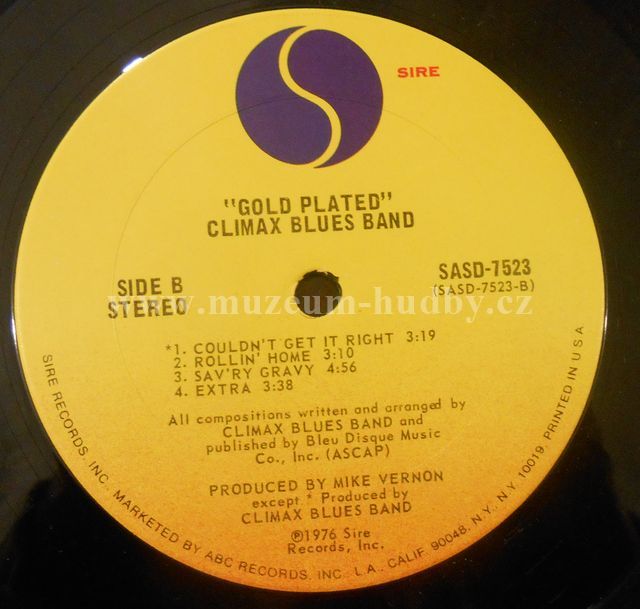 SIRE
"GOLD PLATED"
CLIMAX BLUES BAND
SIDE B
STEREO
SASD-7523
(SASD-7523-B)
www.muzeum-hudby.cz
*1. COULDN'T GET IT RIGHT 3:19
2. ROLLIN' HOME 3:10
3. SAV'RY GRAVY 4:56
4. EXTRA 3:38
All compositions written and arranged by
CLIMAX BLUES BAND and
published by Bleu Disque Music
Co., Inc. (ASCAP)
PRODUCED BY MIKE VERNON
except * Produced by
CLIMAX BLUES BAND
Ⓟ1976 Sire
Records, Inc.
SIRE RECORDS, INC., MARKETED BY ABC RECORDS, INC., L.A., CALIF. 90048, N.Y., N.Y. 10019, PRINTED IN U.S.A.